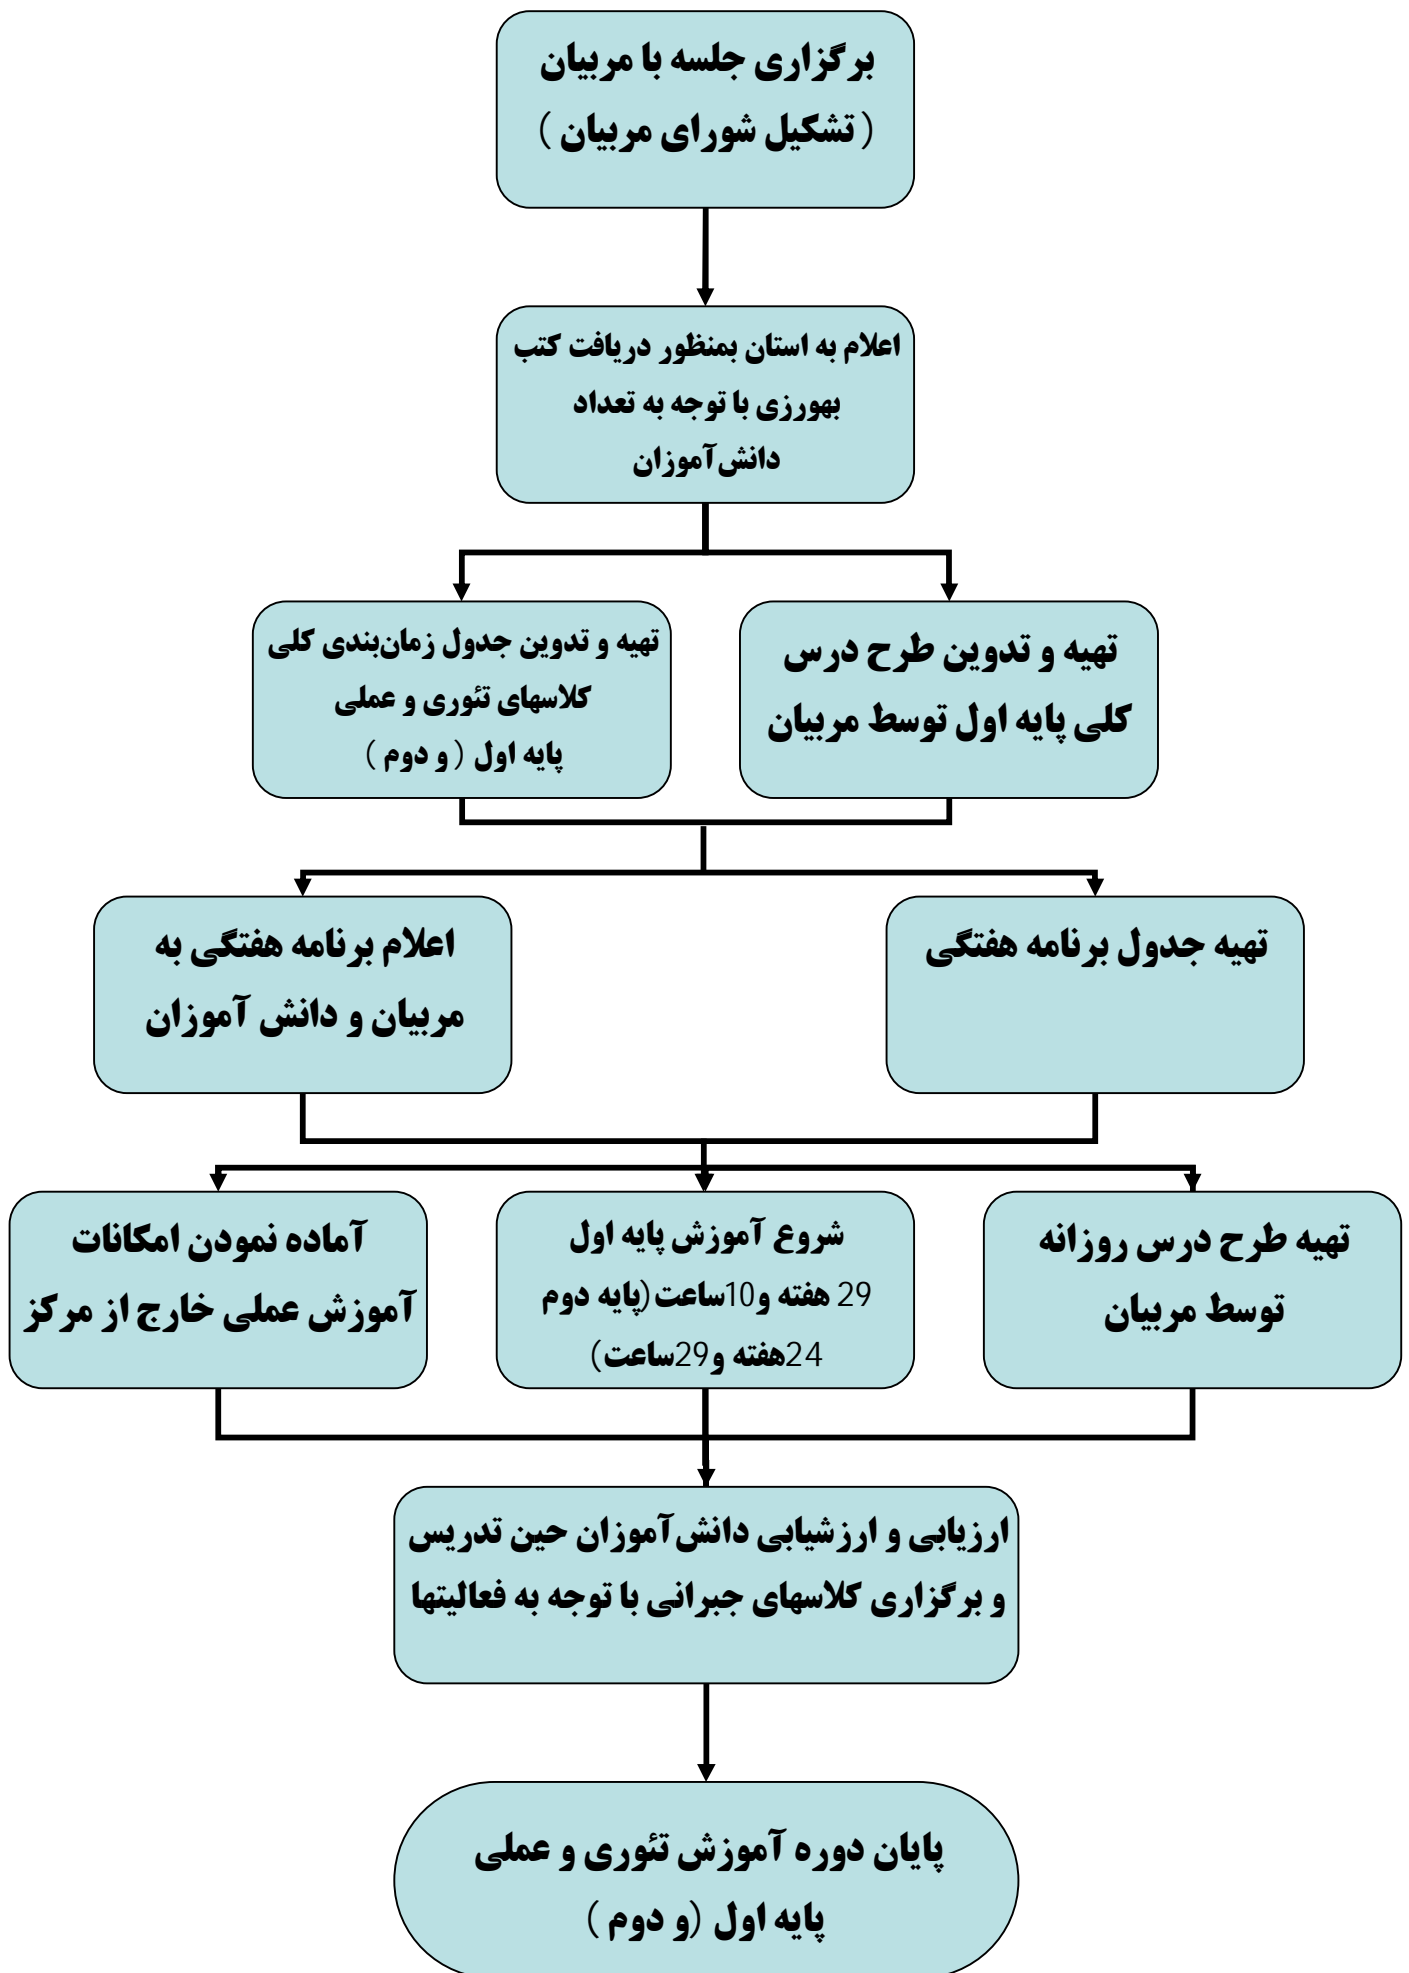 برگزاری جلسه با مربیان
( تشکیل شورای مربیان )
اعلام به استان بمنظور دریافت کتب
بهورزی با توجه به تعداد
دانش‌آموزان
تهیه و تدوین طرح درس
کلی پایه اول توسط مربیان
تهیه و تدوین جدول زمان‌بندی کلی
کلاسهای تئوری و عملی
پایه اول ( و دوم )
تهیه جدول برنامه هفتگی
اعلام برنامه هفتگی به
مربیان و دانش آموزان
تهیه طرح درس روزانه
توسط مربیان
شروع آموزش پایه اول
29 هفته و10ساعت(پایه دوم
24هفته و29ساعت)
آماده نمودن امکانات
آموزش عملی خارج از مرکز
ارزیابی و ارزشیابی دانش‌آموزان حین تدریس
و برگزاری کلاسهای جبرانی با توجه به فعالیتها
پایان دوره آموزش تئوری و عملی
پایه اول (و دوم )